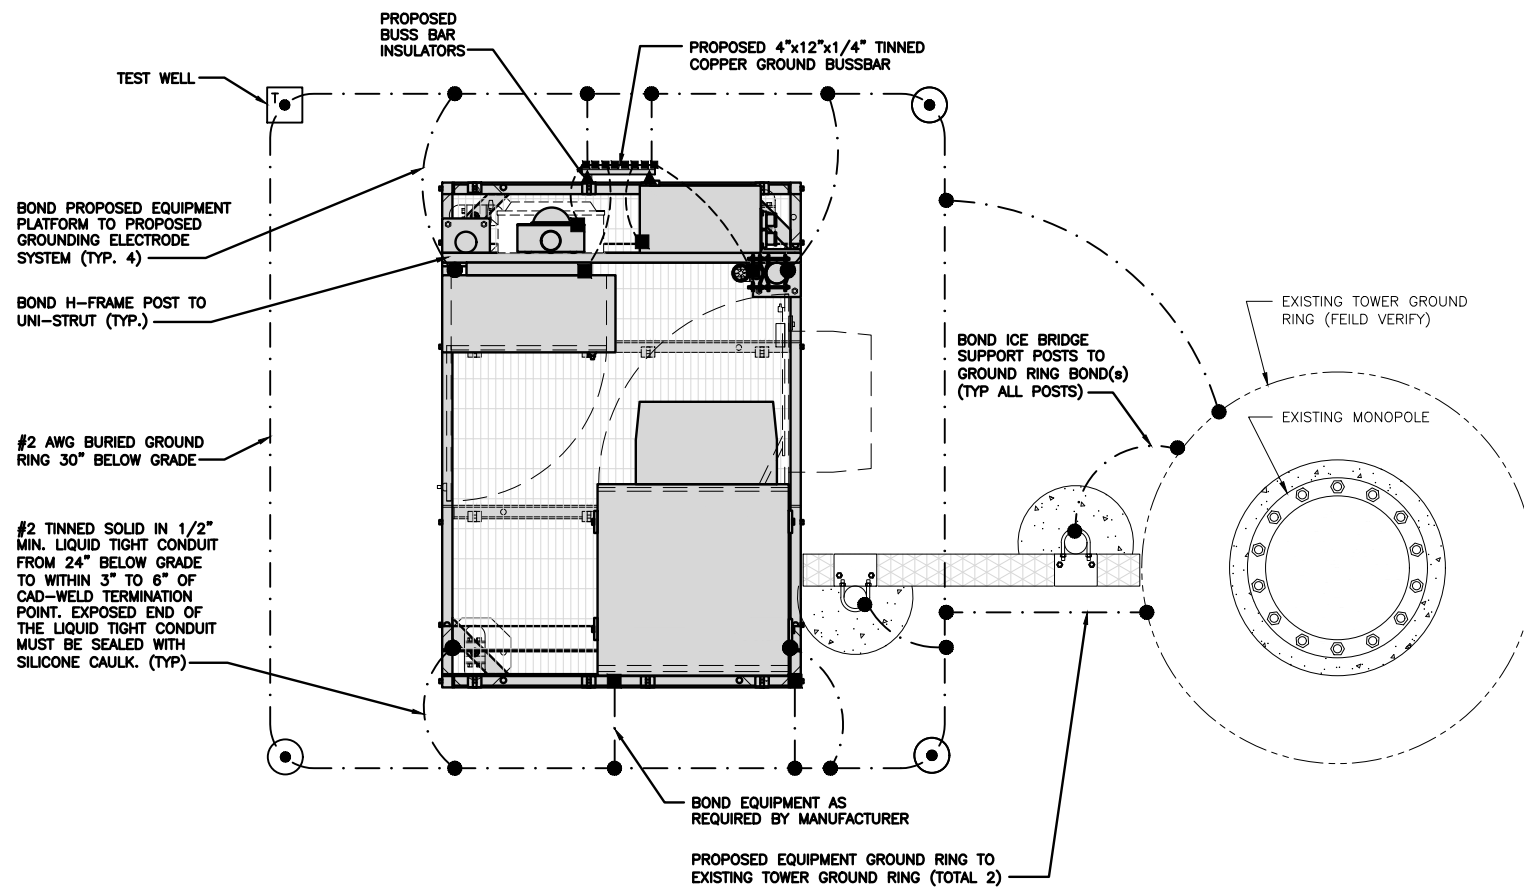 PROPOSED
BUSS BAR
INSULATORS
PROPOSED 4"x12"x1/4" TINNED
COPPER GROUND BUSSBAR
TEST WELL
T
BOND PROPOSED EQUIPMENT
PLATFORM TO PROPOSED
GROUNDING ELECTRODE
SYSTEM (TYP. 4)
BOND H-FRAME POST TO
UNI-STRUT (TYP.)
EXISTING TOWER GROUND
RING (FEILD VERIFY)
BOND ICE BRIDGE
SUPPORT POSTS TO
GROUND RING BOND(s)
(TYP ALL POSTS)
EXISTING MONOPOLE
#2 AWG BURIED GROUND
RING 30" BELOW GRADE
#2 TINNED SOLID IN 1/2"
MIN. LIQUID TIGHT CONDUIT
FROM 24" BELOW GRADE
TO WITHIN 3" TO 6" OF
CAD-WELD TERMINATION
POINT. EXPOSED END OF
THE LIQUID TIGHT CONDUIT
MUST BE SEALED WITH
SILICONE CAULK. (TYP)
BOND EQUIPMENT AS
REQUIRED BY MANUFACTURER
PROPOSED EQUIPMENT GROUND RING TO
EXISTING TOWER GROUND RING (TOTAL 2)